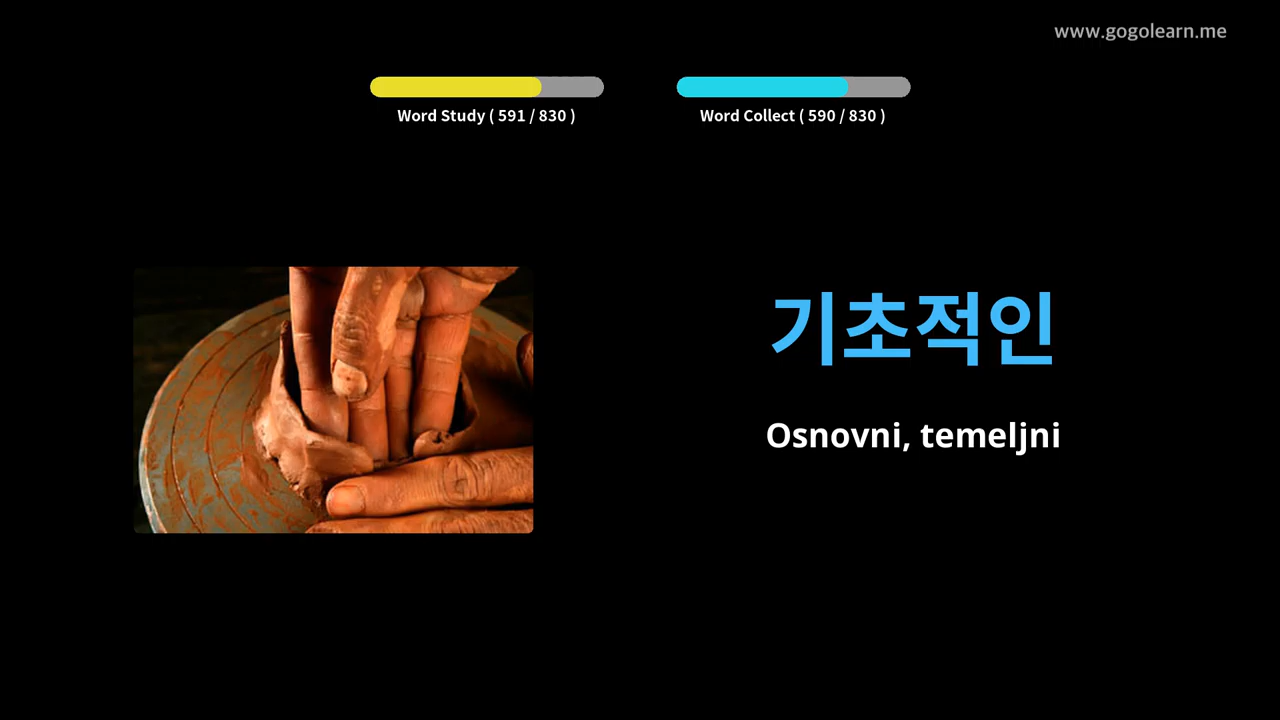 www.gogolearn.me
Word Study ( 591 / 830 )
Word Collect ( 590 / 830 )
기초적인
Osnovni, temeljni